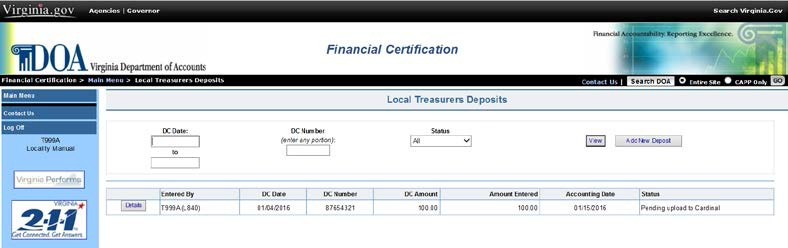 Virginia.gov Agencies | Governor Search Virginia.Gov
Financial Accountability. Reporting Excellence.
DOA Virginia Department of Accounts
Financial Certification
Financial Certification > Main Menu > Local Treasurers Deposits Contact Us | Search DOA Entire Site CAPP Only GO
Main Menu
Contact Us
Log Off
T999A
Locality Manual
Virginia Performs
VIRGINIA
2-1-1
Get Connected. Get Answers.
Local Treasurers Deposits
DC Date: DC Number Status
(enter any portion): All View Add New Deposit
to
Entered By DC Date DC Number DC Amount Amount Entered Accounting Date Status
Details T999A(L840) 01/04/2016 87654321 100.00 100.00 01/15/2016 Pending upload to Cardinal